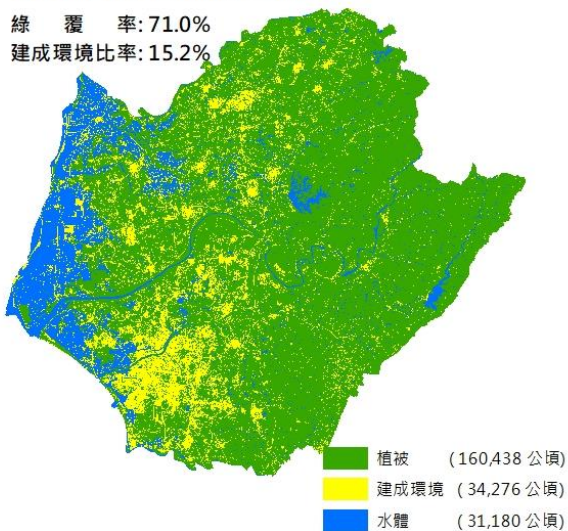 綠覆率:71.0%
建成環境比率:15.2%
植被 (160,438 公頃)
建成環境 (34,276 公頃)
水體 (31,180 公頃)